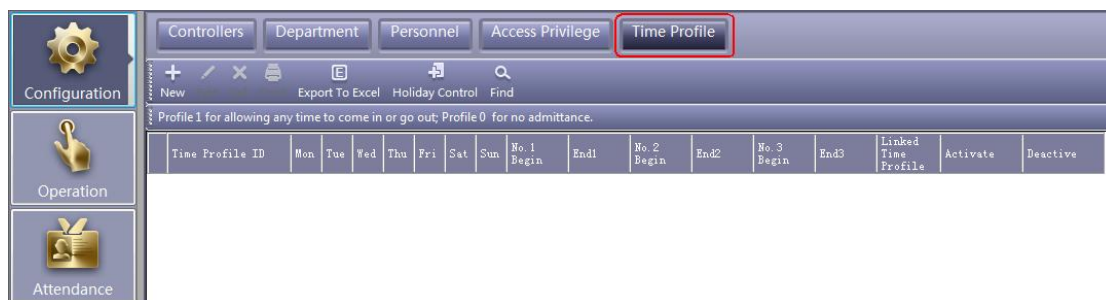 Controllers Department Personnel Access Privilege Time Profile
Configuration
New Export To Excel Holiday Control Find
Profile 1 for allowing any time to come in or go out; Profile 0 for no admittance.
Time Profile ID Mon Tue Wed Thu Fri Sat Sun No.1 Begin End1 No.2 Begin End2 No.3 Begin End3 Linked Time Profile Activate Deactive
Operation
Attendance